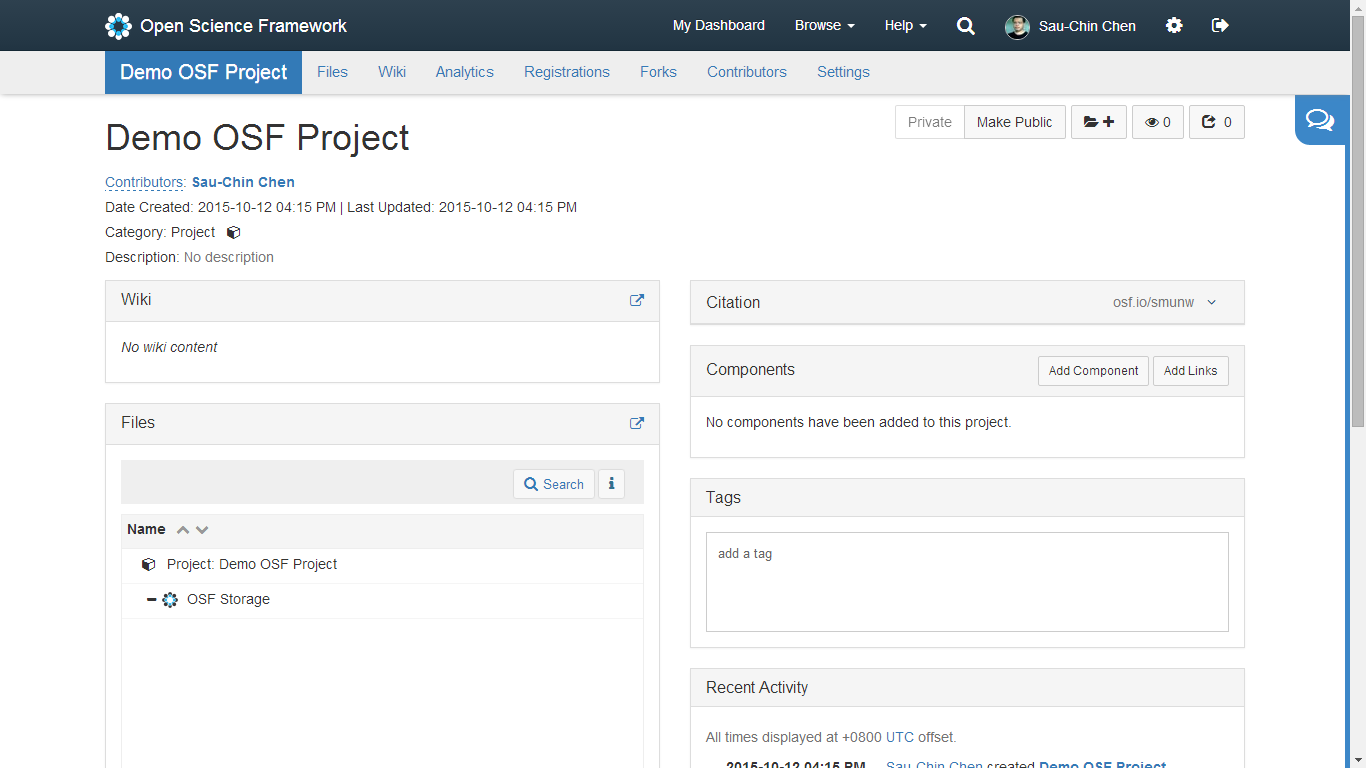 Open Science Framework
My Dashboard Browse Help Sau-Chin Chen
Demo OSF Project Files Wiki Analytics Registrations Forks Contributors Settings
Private Make Public 0 0
Demo OSF Project
Contributors: Sau-Chin Chen
Date Created: 2015-10-12 04:15 PM | Last Updated: 2015-10-12 04:15 PM
Category: Project
Description: No description
Wiki
No wiki content
Files
Search i
Name
Project: Demo OSF Project
OSF Storage
Citation osf.io/smunw
Components Add Component Add Links
No components have been added to this project.
Tags
add a tag
Recent Activity
All times displayed at +0800 UTC offset.
2015-10-12 04:15 PM Sau-Chin Chen created Demo OSF Project